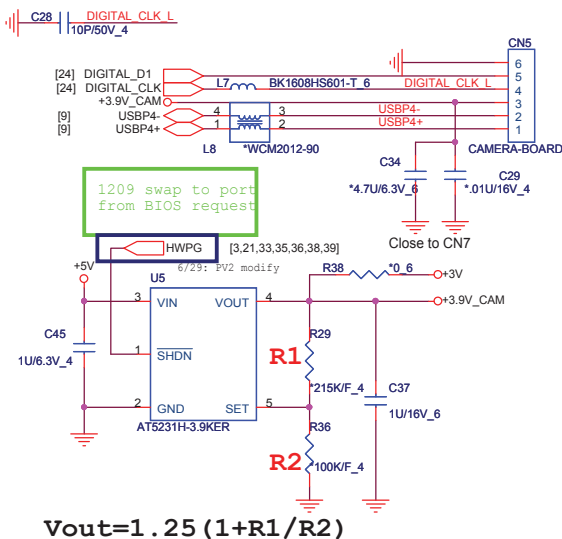 C28 DIGITAL_CLK_L
10P/50V_4
CN5
6
[24] DIGITAL_D1 5
[24] DIGITAL_CLK L7 BK1608HS601-T_6 DIGITAL_CLK_L 4
+3.9V_CAM 3
[9] USBP4- 4 3 USBP4- 2
[9] USBP4+ 1 2 USBP4+ 1
L8 *WCM2012-90 CAMERA-BOARD
C34 C29
*4.7U/6.3V_6 *.01U/16V_4
1209 swap to port
from BIOS request
Close to CN7
HWPG [3,21,33,35,36,38,39]
6/29: PV2 modify
+5V U5 R38 *0_6 +3V
3 VIN VOUT 4 +3.9V_CAM
C45 R29
1U/6.3V_4 1 SHDN R1
*215K/F_4 C37
2 GND SET 5 1U/16V_6
AT5231H-3.9KER R36
R2 *100K/F_4
Vout=1.25(1+R1/R2)